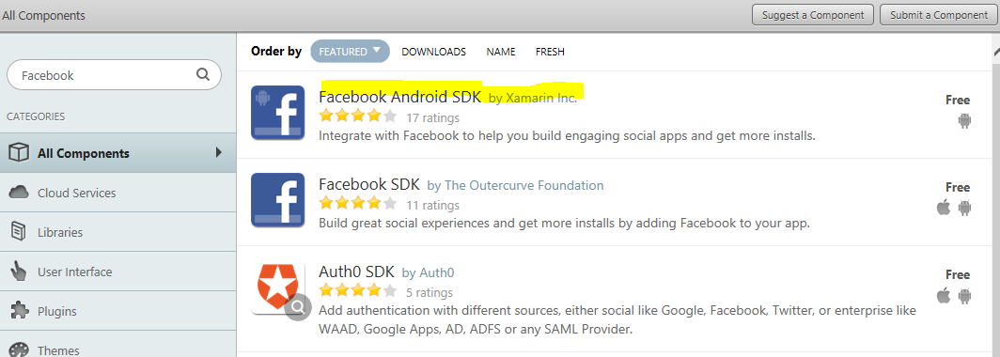 All Components
Suggest a Component
Submit a Component
Facebook
CATEGORIES
All Components
Cloud Services
Libraries
User Interface
Plugins
Themes
Order by FEATURED DOWNLOADS NAME FRESH
Facebook Android SDK by Xamarin Inc.
Free
17 ratings
Integrate with Facebook to help you build engaging social apps and get more installs.
Facebook SDK by The Outercurve Foundation
Free
11 ratings
Build great social experiences and get more installs by adding Facebook to your app.
Auth0 SDK by Auth0
Free
5 ratings
Add authentication with different sources, either social like Google, Facebook, Twitter, or enterprise like
WAAD, Google Apps, AD, ADFS or any SAML Provider.